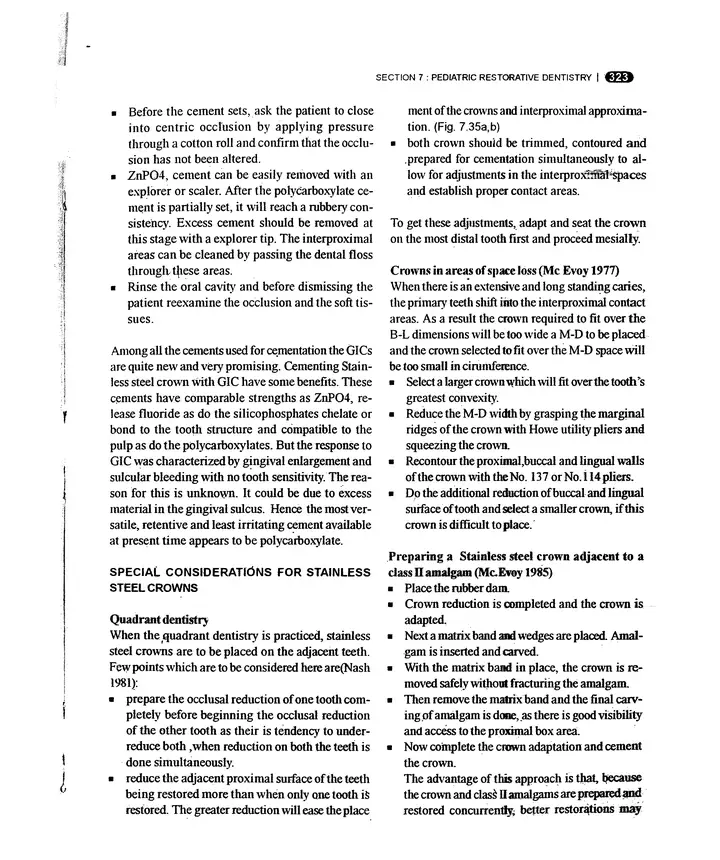 SECTION 7 : PEDIATRIC RESTORATIVE DENTISTRY | 323
▪ Before the cement sets, ask the patient to close
into centric occlusion by applying pressure
through a cotton roll and confirm that the occlu-
sion has not been altered.
▪ ZnPO4, cement can be easily removed with an
explorer or scaler. After the polycarboxylate ce-
ment is partially set, it will reach a rubbery con-
sistency. Excess cement should be removed at
this stage with a explorer tip. The interproximal
areas can be cleaned by passing the dental floss
through these areas.
▪ Rinse the oral cavity and before dismissing the
patient reexamine the occlusion and the soft tis-
sues.
Among all the cements used for cementation the GICs
are quite new and very promising. Cementing Stain-
less steel crown with GIC have some benefits. These
cements have comparable strengths as ZnPO4, re-
lease fluoride as do the silicophosphates chelate or
bond to the tooth structure and compatible to the
pulp as do the polycarboxylates. But the response to
GIC was characterized by gingival enlargement and
sulcular bleeding with no tooth sensitivity. The rea-
son for this is unknown. It could be due to excess
material in the gingival sulcus. Hence the most ver-
satile, retentive and least irritating cement available
at present time appears to be polycarboxylate.
SPECIAL CONSIDERATIONS FOR STAINLESS
STEEL CROWNS
Quadrant dentistry
When the quadrant dentistry is practiced, stainless
steel crowns are to be placed on the adjacent teeth.
Few points which are to be considered here are(Nash
1981):
▪ prepare the occlusal reduction of one tooth com-
pletely before beginning the occlusal reduction
of the other tooth as their is tendency to under-
reduce both ,when reduction on both the teeth is
done simultaneously.
▪ reduce the adjacent proximal surface of the teeth
being restored more than when only one tooth is
restored. The greater reduction will ease the place
ment of the crowns and interproximal approxima-
tion. (Fig. 7.35a,b)
▪ both crown should be trimmed, contoured and
prepared for cementation simultaneously to al-
low for adjustments in the interproximal spaces
and establish proper contact areas.
To get these adjustments, adapt and seat the crown
on the most distal tooth first and proceed mesially.
Crowns in areas of space loss (Mc Evoy 1977)
When there is an extensive and long standing caries,
the primary teeth shift into the interproximal contact
areas. As a result the crown required to fit over the
B-L dimensions will be too wide a M-D to be placed
and the crown selected to fit over the M-D space will
be too small in cirumference.
▪ Select a larger crown which will fit over the tooth's
greatest convexity.
▪ Reduce the M-D width by grasping the marginal
ridges of the crown with Howe utility pliers and
squeezing the crown.
▪ Recontour the proximal,buccal and lingual walls
of the crown with the No. 137 or No.114 pliers.
▪ Do the additional reduction of buccal and lingual
surface of tooth and select a smaller crown, if this
crown is difficult to place.
Preparing a Stainless steel crown adjacent to a
class II amalgam (Mc.Evoy 1985)
▪ Place the rubber dam.
▪ Crown reduction is completed and the crown is
adapted.
▪ Next a matrix band and wedges are placed. Amal-
gam is inserted and carved.
▪ With the matrix band in place, the crown is re-
moved safely without fracturing the amalgam.
▪ Then remove the matrix band and the final carv-
ing of amalgam is done, as there is good visibility
and access to the proximal box area.
▪ Now complete the crown adaptation and cement
the crown.
The advantage of this approach is that, because
the crown and class II amalgams are prepared and
restored concurrently, better restorations may